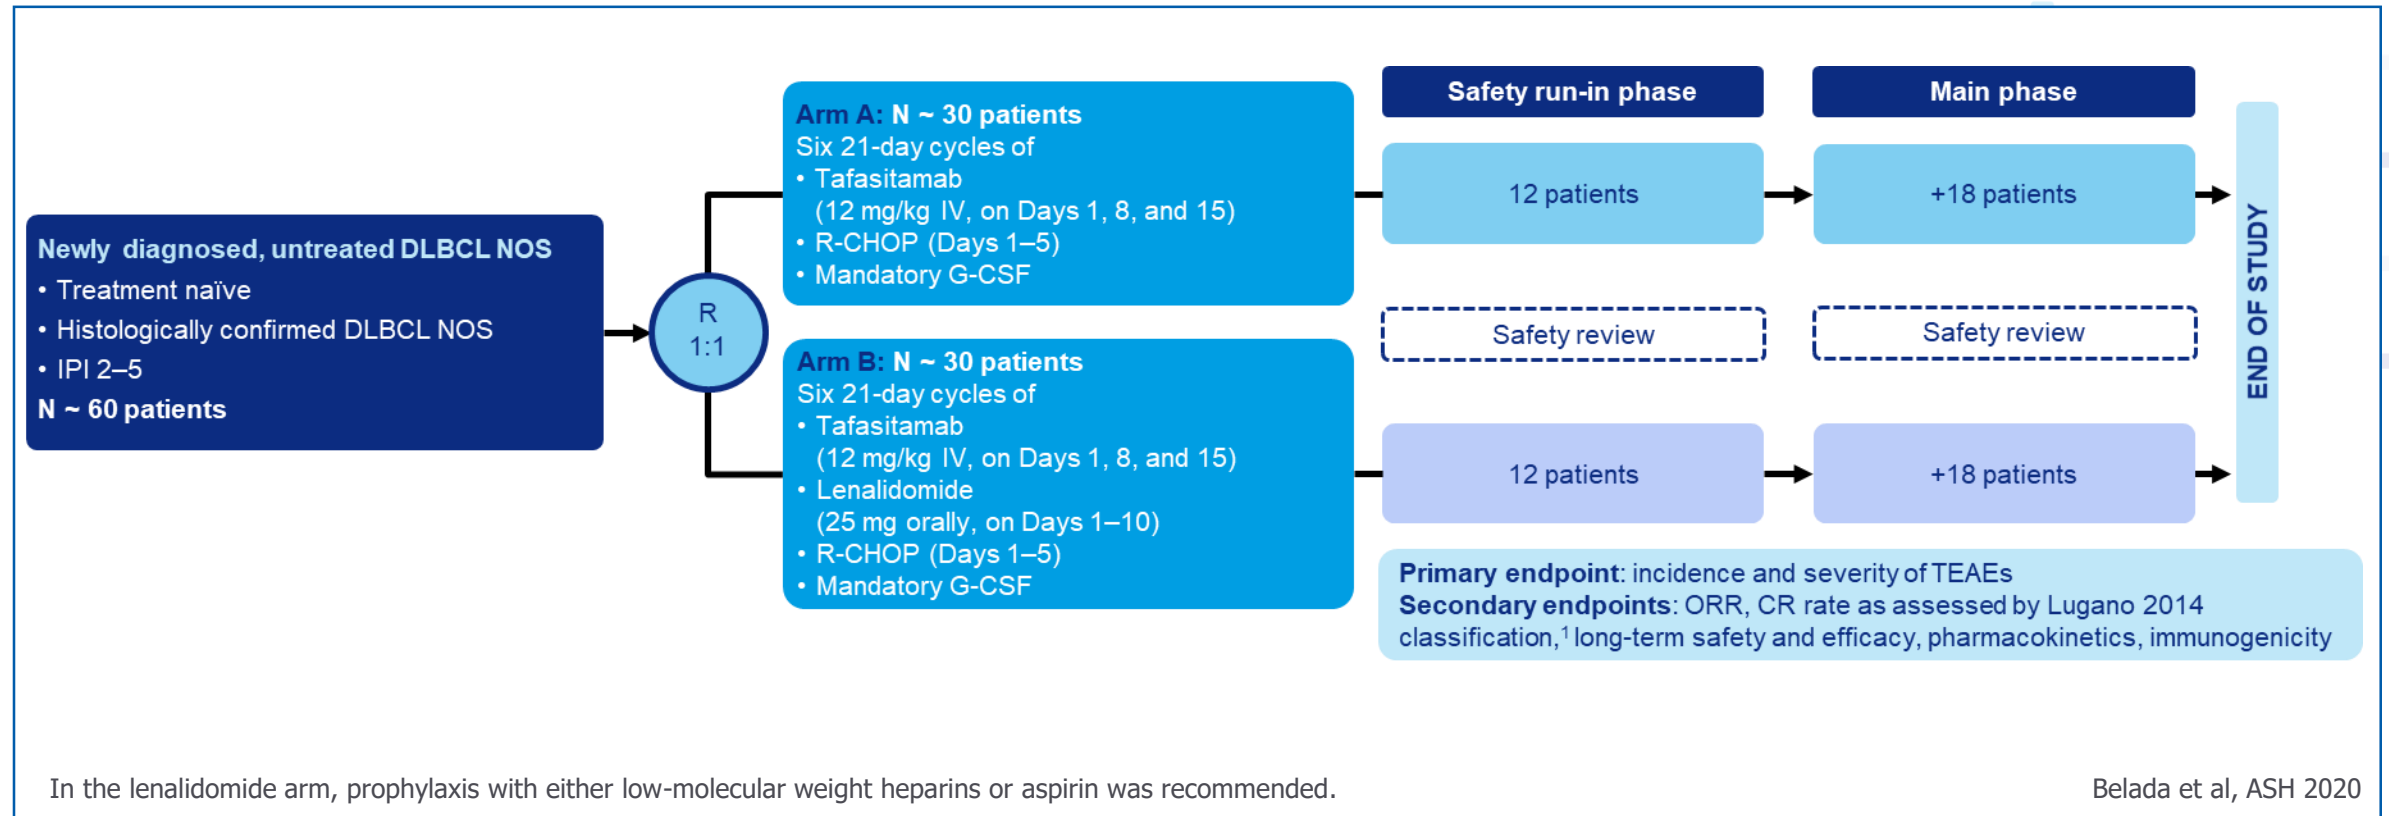 Newly diagnosed, untreated DLBCL NOS
• Treatment naïve
• Histologically confirmed DLBCL NOS
• IPI 2–5
N ~ 60 patients
R
1:1
Arm A: N ~ 30 patients
Six 21-day cycles of
• Tafasitamab
(12 mg/kg IV, on Days 1, 8, and 15)
• R-CHOP (Days 1–5)
• Mandatory G-CSF
Arm B: N ~ 30 patients
Six 21-day cycles of
• Tafasitamab
(12 mg/kg IV, on Days 1, 8, and 15)
• Lenalidomide
(25 mg orally, on Days 1–10)
• R-CHOP (Days 1–5)
• Mandatory G-CSF
Safety run-in phase
Main phase
12 patients
+18 patients
Safety review
Safety review
12 patients
+18 patients
END OF STUDY
Primary endpoint: incidence and severity of TEAEs
Secondary endpoints: ORR, CR rate as assessed by Lugano 2014
classification,¹ long-term safety and efficacy, pharmacokinetics, immunogenicity
In the lenalidomide arm, prophylaxis with either low-molecular weight heparins or aspirin was recommended.
Belada et al, ASH 2020